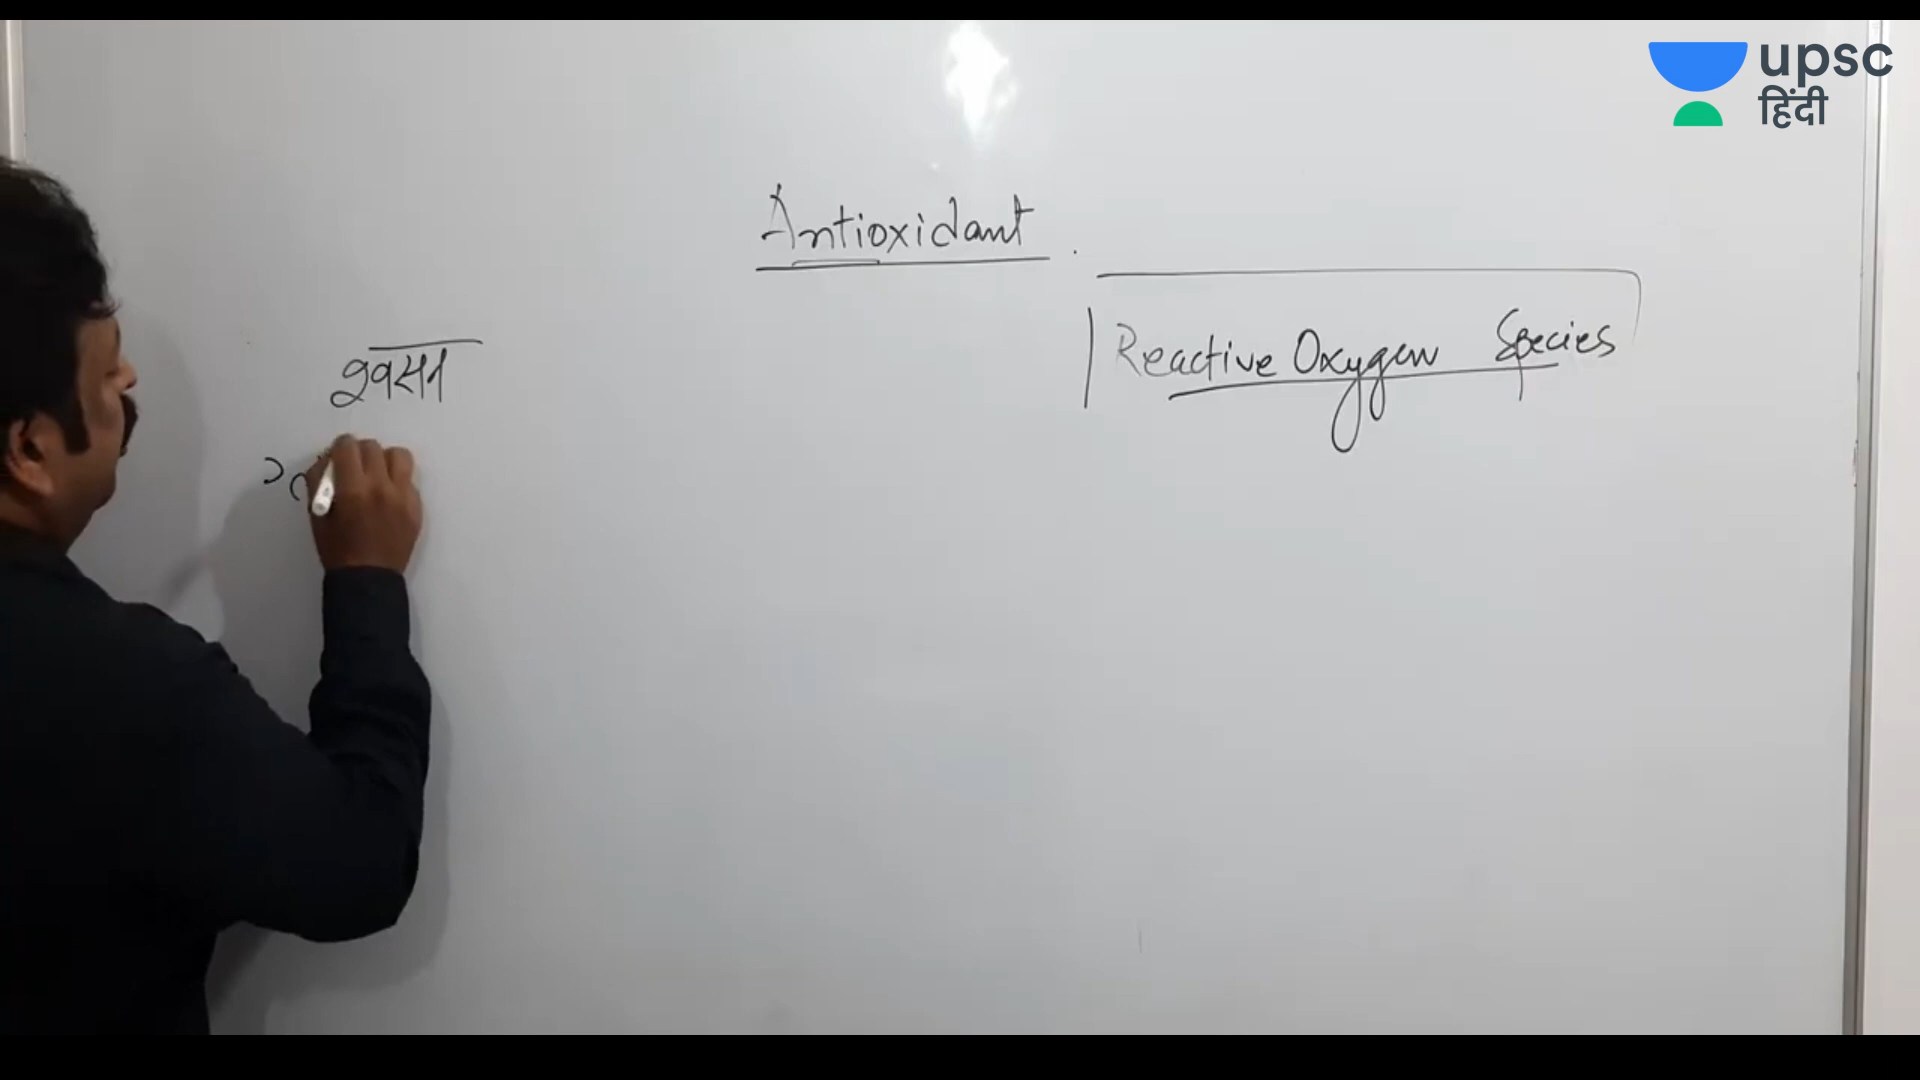 upsc
हिंदी
Antioxidant
Reactive Oxygen Species
श्वसन